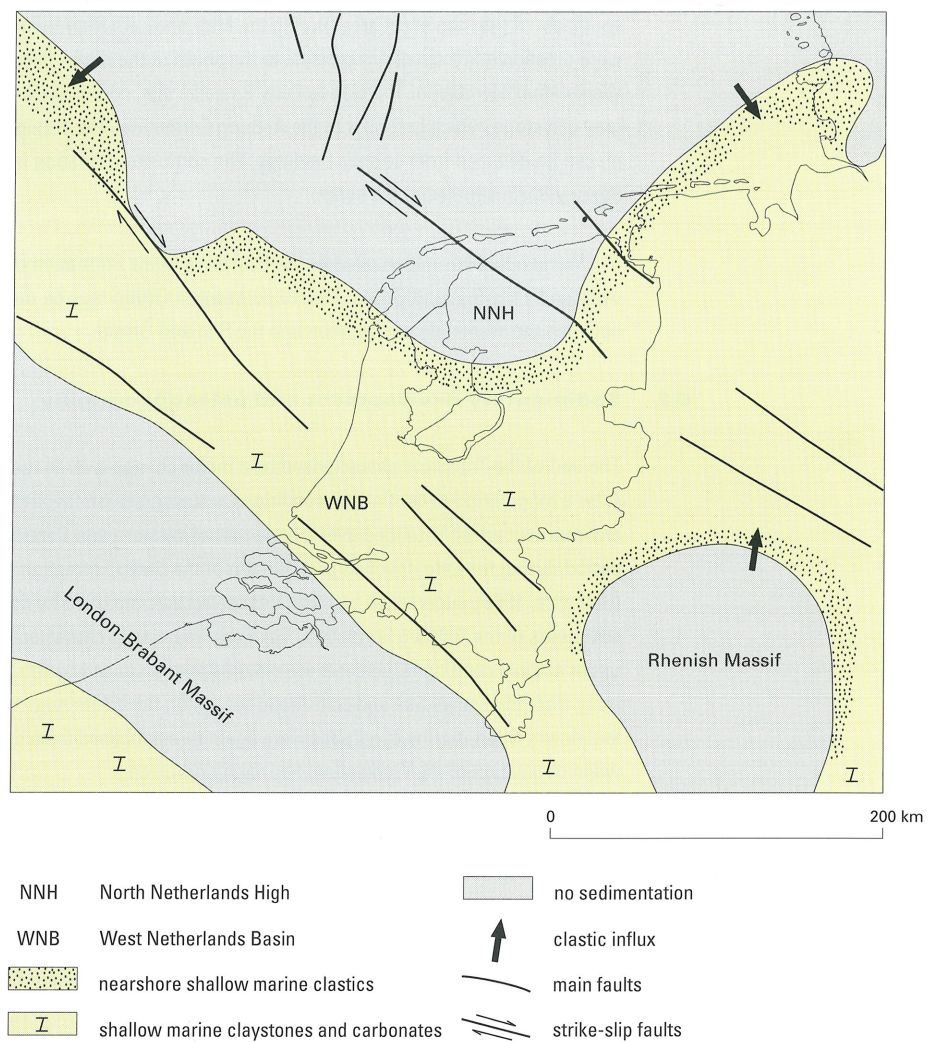 NNH
I
I
WNB
I
I
London-Brabant Massif
Rhenish Massif
I
I
I
I
0 200 km
NNH North Netherlands High
WNB West Netherlands Basin
nearshore shallow marine clastics
I shallow marine claystones and carbonates
no sedimentation
clastic influx
main faults
strike-slip faults